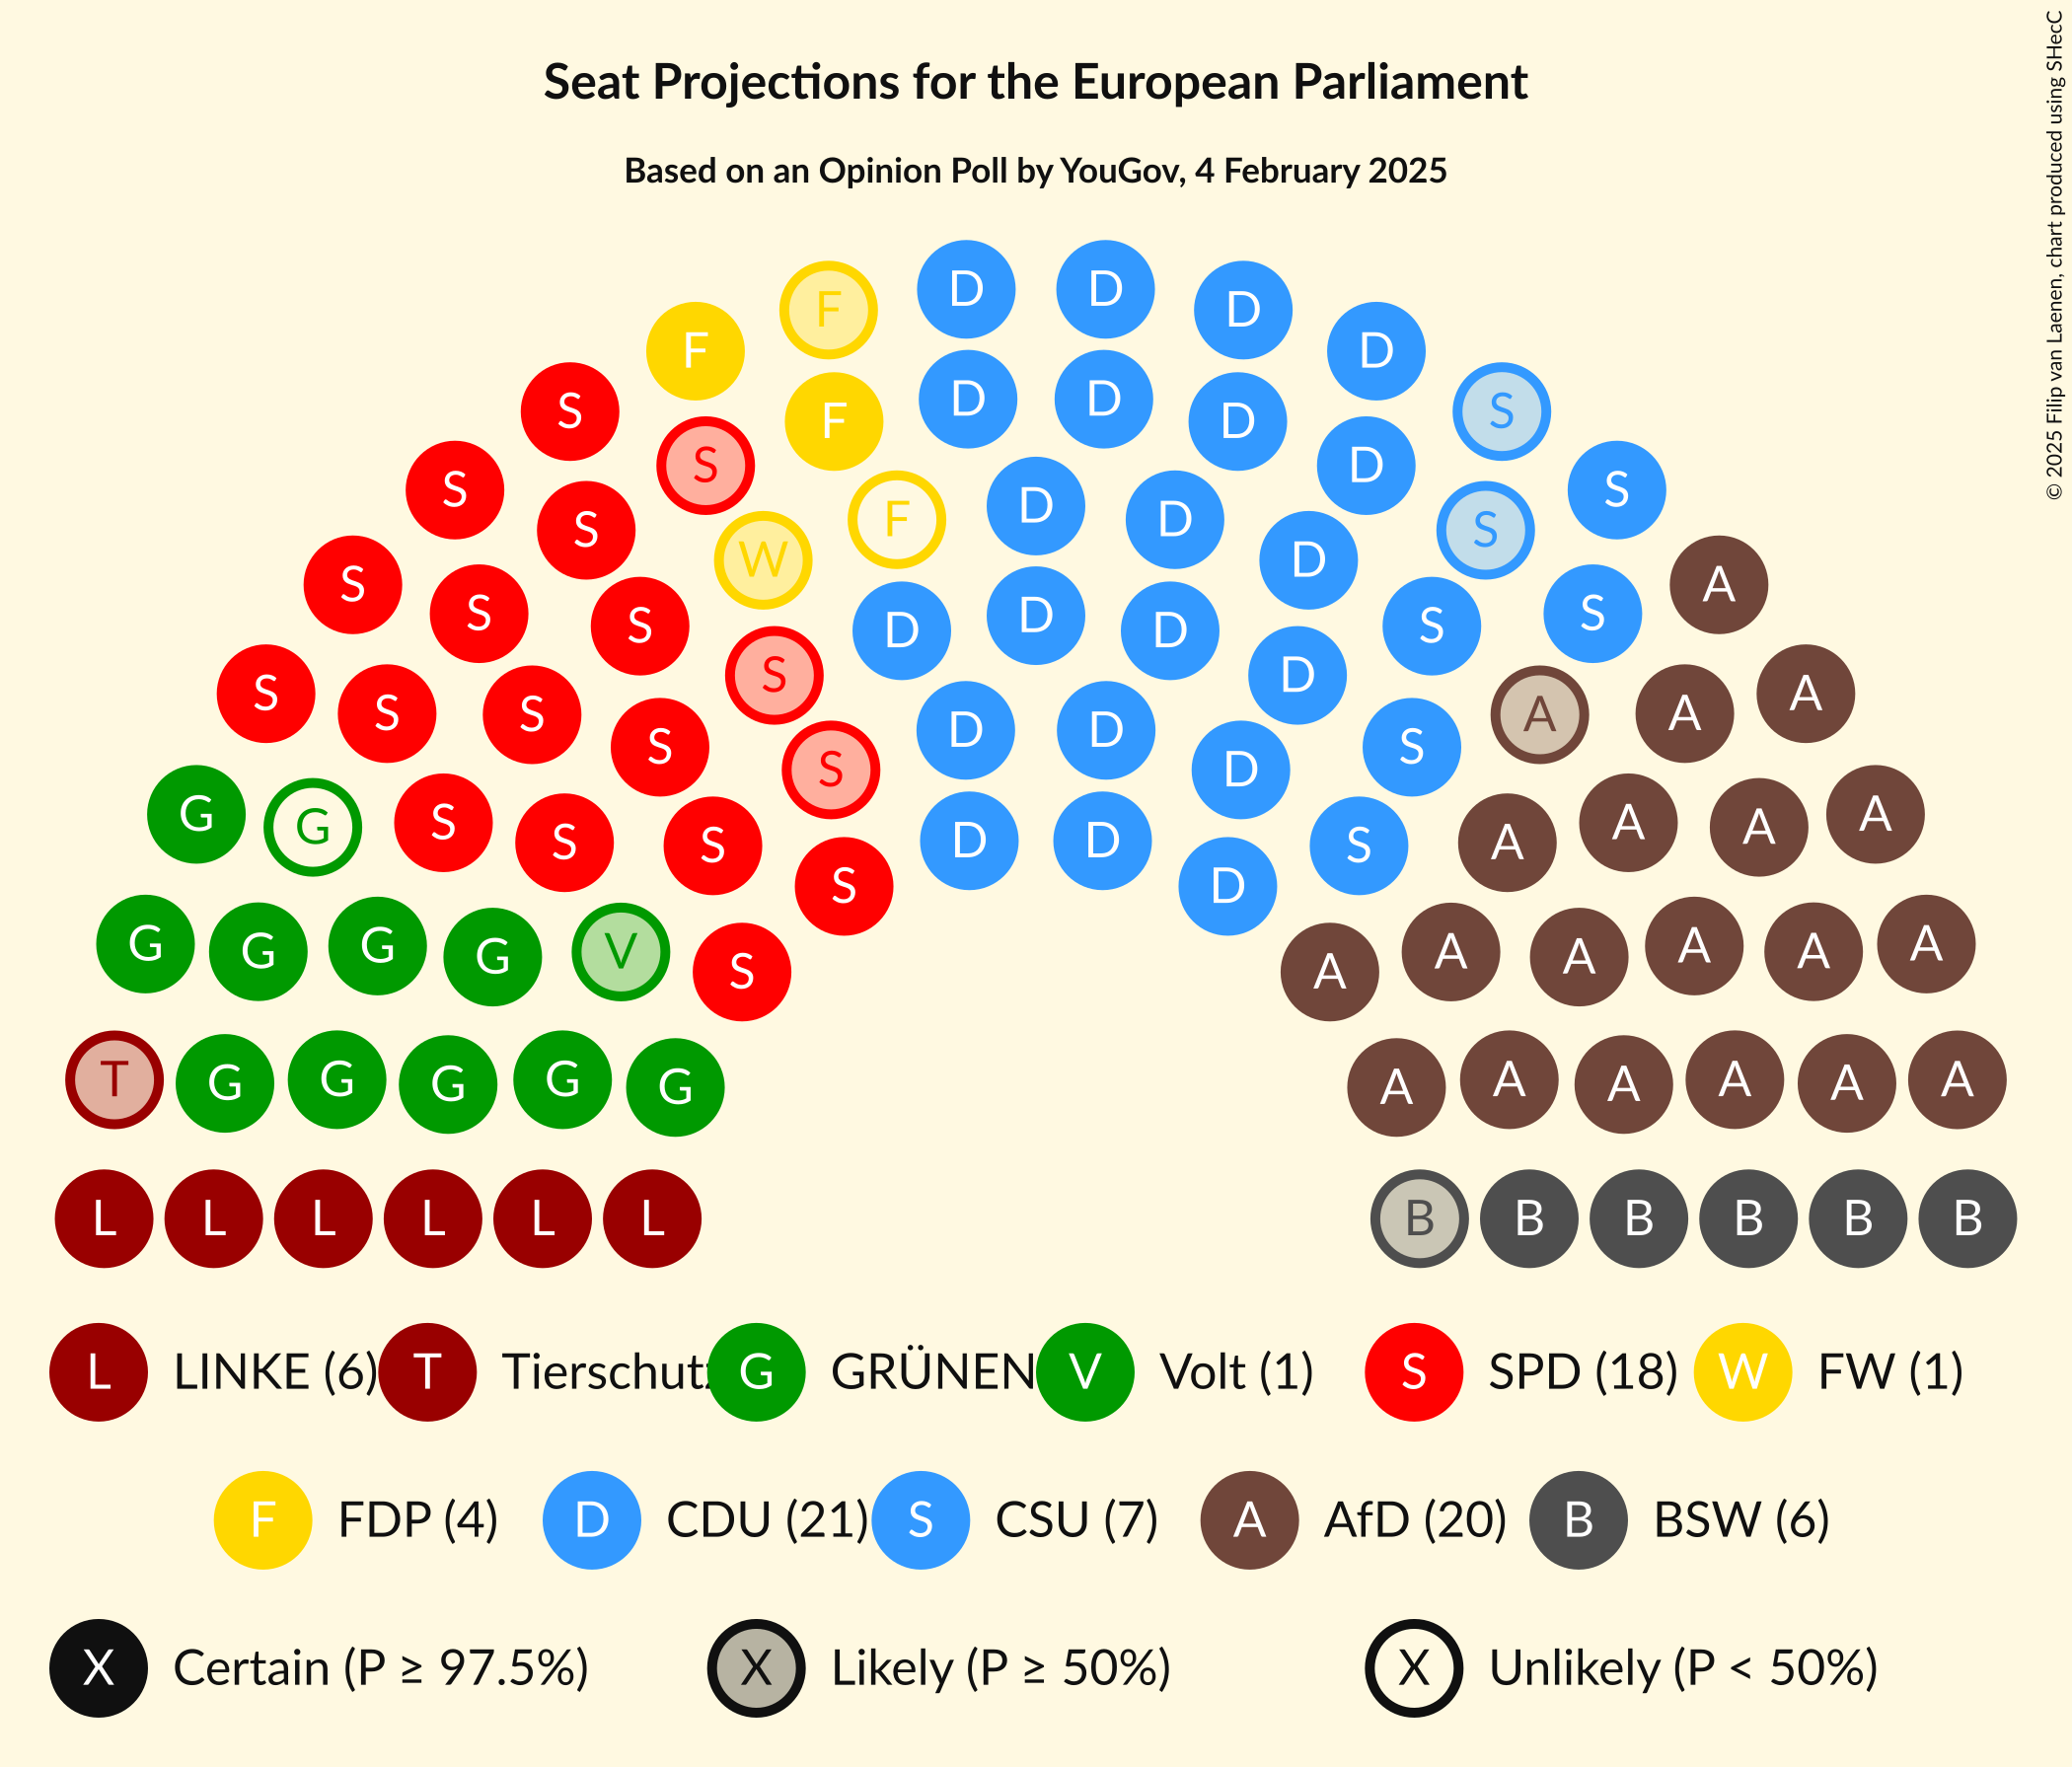 Seat Projections for the European Parliament
Based on an Opinion Poll by YouGov, 4 February 2025
© 2025 Filip van Laenen, chart produced using SHecC
F D D D
F D
S F D D D S
S S D S
S F D D S
S W D A
S S D D D S S
S S D A
S S S D D S A A
S D
G G S S S D D S A A A A
S D
G G G G V S A A A A A A
T G G G G G A A A A A A
L L L L L L B B B B B B
L LINKE (6) T Tierschutz G GRÜNEN V Volt (1) S SPD (18) W FW (1)
F FDP (4) D CDU (21) S CSU (7) A AfD (20) B BSW (6)
X Certain (P ≥ 97.5%) X Likely (P ≥ 50%) X Unlikely (P < 50%)